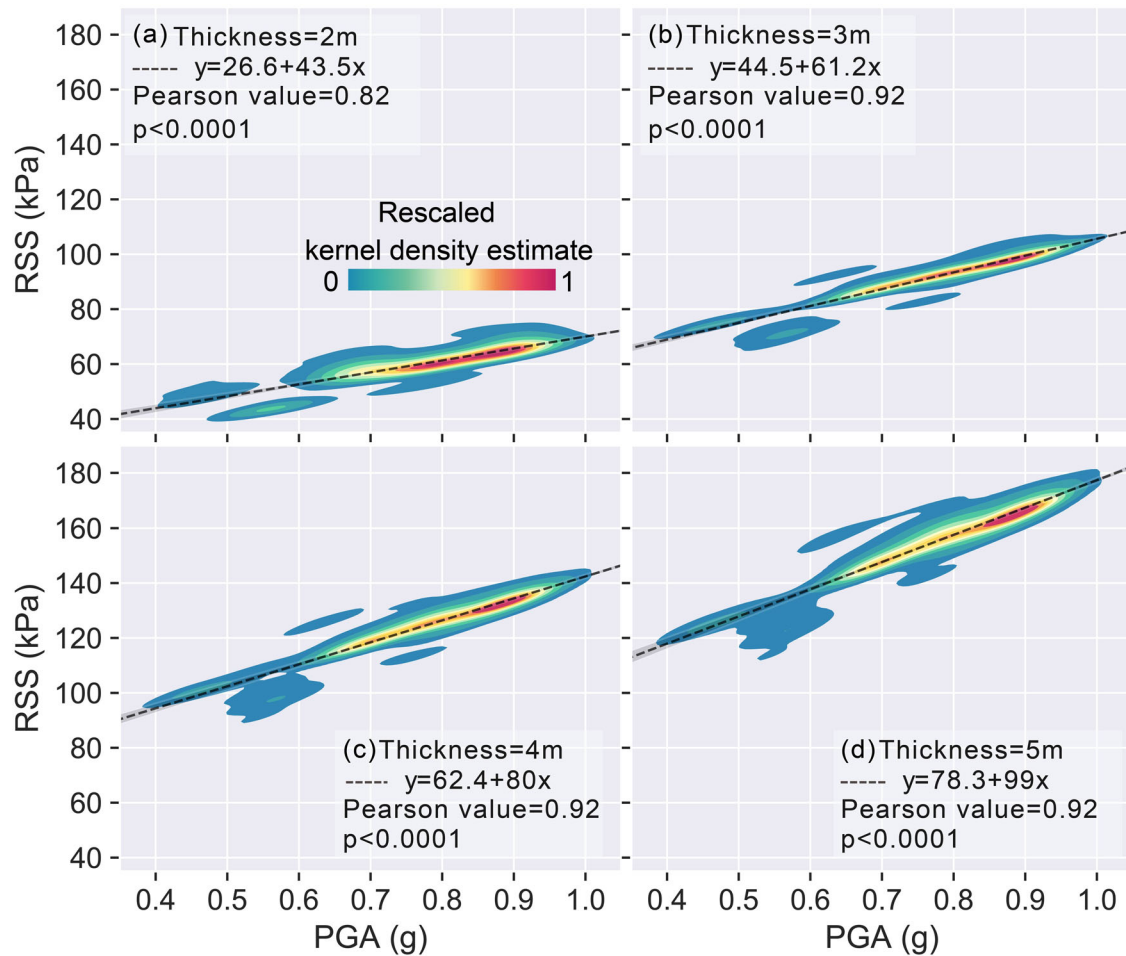 (a) Thickness=2m
y=26.6+43.5x
Pearson value=0.82
p<0.0001
Rescaled
kernel density estimate
0 1
(b) Thickness=3m
y=44.5+61.2x
Pearson value=0.92
p<0.0001
180
160
140
120
100
80
60
40
RSS (kPa)
(c) Thickness=4m
y=62.4+80x
Pearson value=0.92
p<0.0001
(d) Thickness=5m
y=78.3+99x
Pearson value=0.92
p<0.0001
180
160
140
120
100
80
60
40
RSS (kPa)
0.4 0.5 0.6 0.7 0.8 0.9 1.0
PGA (g)
0.4 0.5 0.6 0.7 0.8 0.9 1.0
PGA (g)